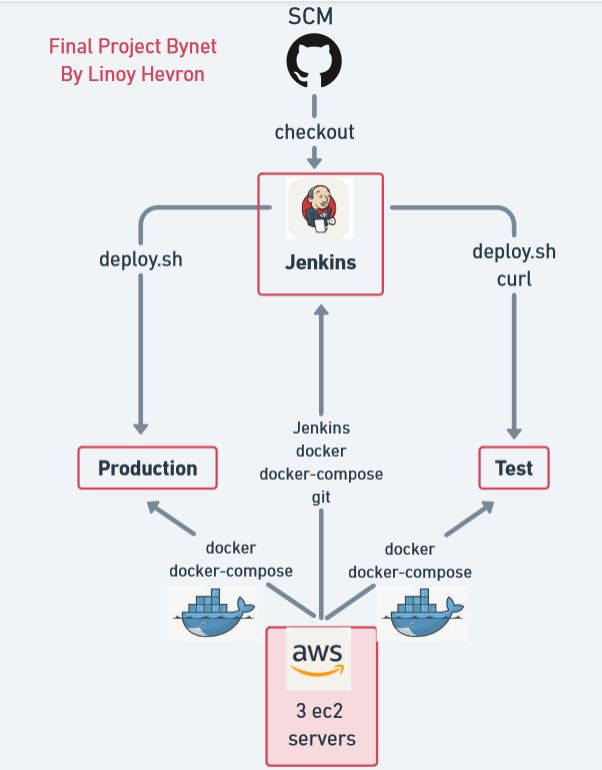 SCM
Final Project Bynet
By Linoy Hevron
checkout
Jenkins
deploy.sh
deploy.sh
curl
Jenkins
docker
docker-compose
git
Production
Test
docker
docker-compose
docker
docker-compose
aws
3 ec2
servers